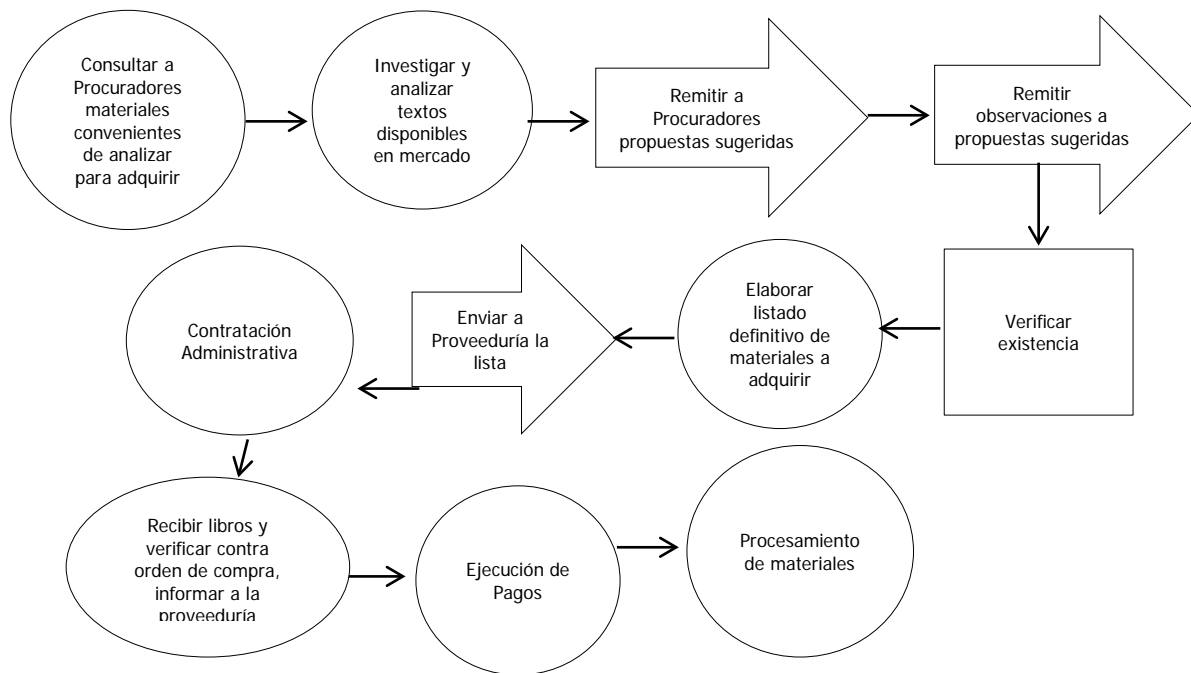 Consultar a
Procuradores
materiales
convenientes
de analizar
para adquirir
Investigar y
analizar
textos
disponibles
en mercado
Remitir a
Procuradores
propuestas sugeridas
Remitir
observaciones a
propuestas sugeridas
Verificar
existencia
Elaborar
listado
definitivo de
materiales a
adquirir
Enviar a
Proveeduría la
lista
Contratación
Administrativa
Recibir libros y
verificar contra
orden de compra,
informar a la
proveeduría
Ejecución de
Pagos
Procesamiento
de materiales